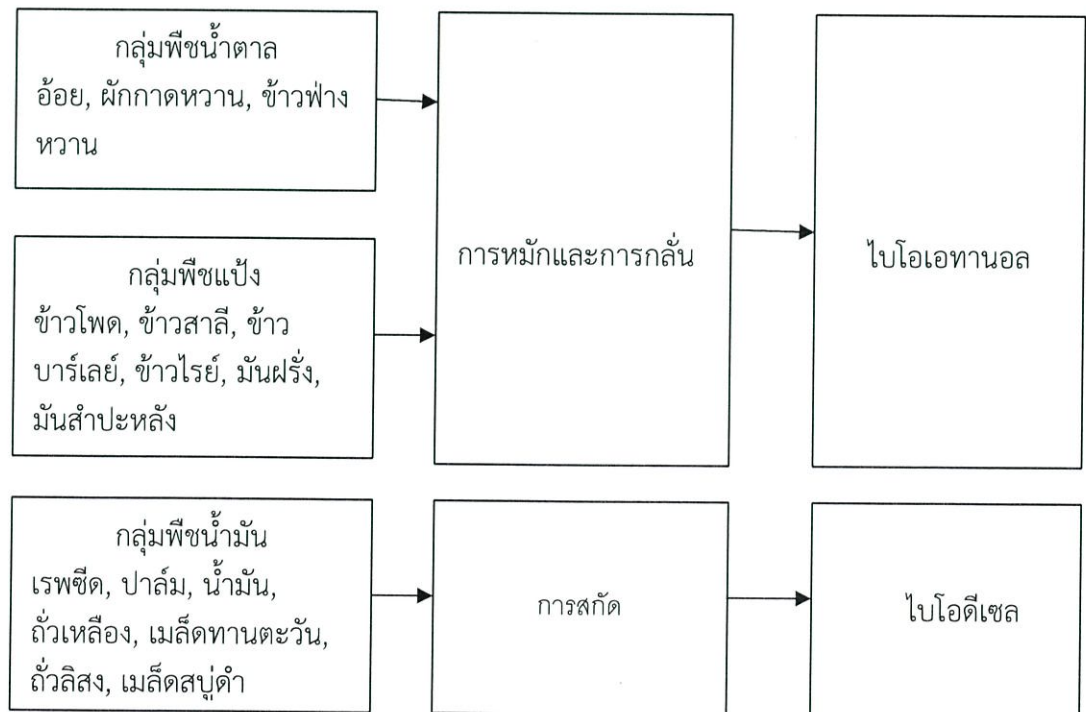 กลุ่มพืชน้ำตาล
อ้อย, ผักกาดหวาน, ข้าวฟ่าง
หวาน
การหมักและการกลั่น
ไบโอเอทานอล
กลุ่มพืชแป้ง
ข้าวโพด, ข้าวสาลี, ข้าว
บาร์เลย์, ข้าวไรย์, มันฝรั่ง,
มันสำปะหลัง
กลุ่มพืชน้ำมัน
เรพซีด, ปาล์ม, น้ำมัน,
ถั่วเหลือง, เมล็ดทานตะวัน,
ถั่วลิสง, เมล็ดสบู่ดำ
การสกัด
ไบโอดีเซล